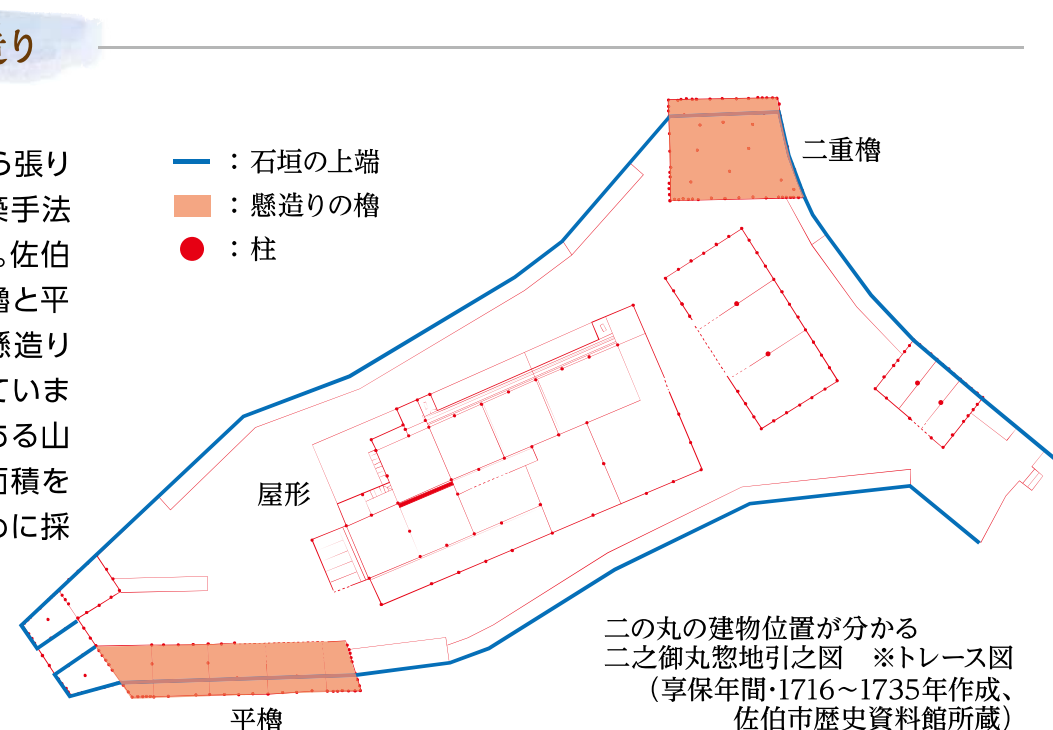 り
ら張り
築手法
。佐伯
櫓と平
懸造り
ていま
ある山
面積を
めに採
：石垣の上端
：懸造りの櫓
：柱
二重櫓
屋形
平櫓
二の丸の建物位置が分かる
二之御丸惣地引之図　※トレース図
（享保年間・1716～1735年作成、
佐伯市歴史資料館所蔵）